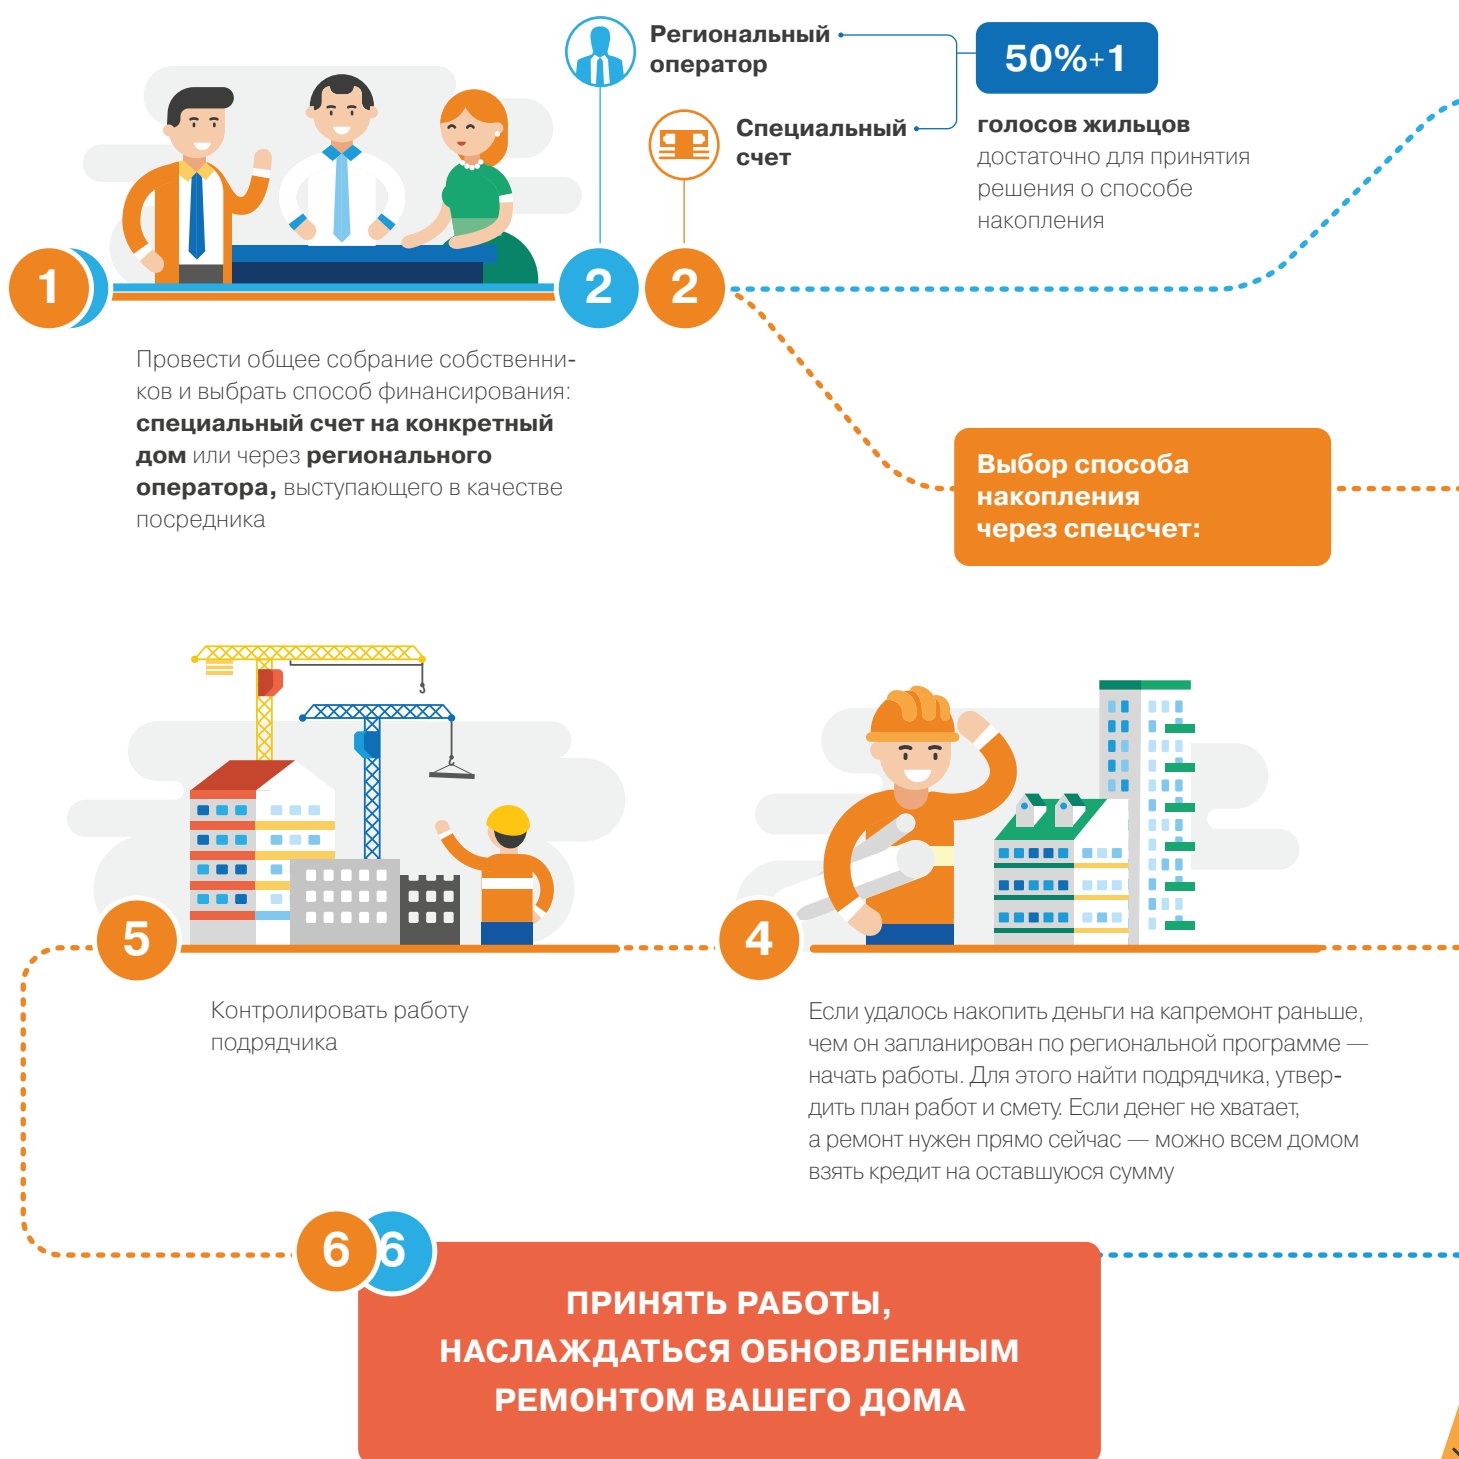 Региональный
оператор
50%+1
Специальный
счет
голосов жильцов
достаточно для принятия
решения о способе
накопления
1
2
2
Провести общее собрание собственни-
ков и выбрать способ финансирования:
специальный счет на конкретный
дом или через регионального
оператора, выступающего в качестве
посредника
Выбор способа
накопления
через спецсчет:
5
Контролировать работу
подрядчика
4
Если удалось накопить деньги на капремонт раньше,
чем он запланирован по региональной программе —
начать работы. Для этого найти подрядчика, утвер-
дить план работ и смету. Если денег не хватает,
а ремонт нужен прямо сейчас — можно всем домом
взять кредит на оставшуюся сумму
6 6
ПРИНЯТЬ РАБОТЫ,
НАСЛАЖДАТЬСЯ ОБНОВЛЕННЫМ
РЕМОНТОМ ВАШЕГО ДОМА